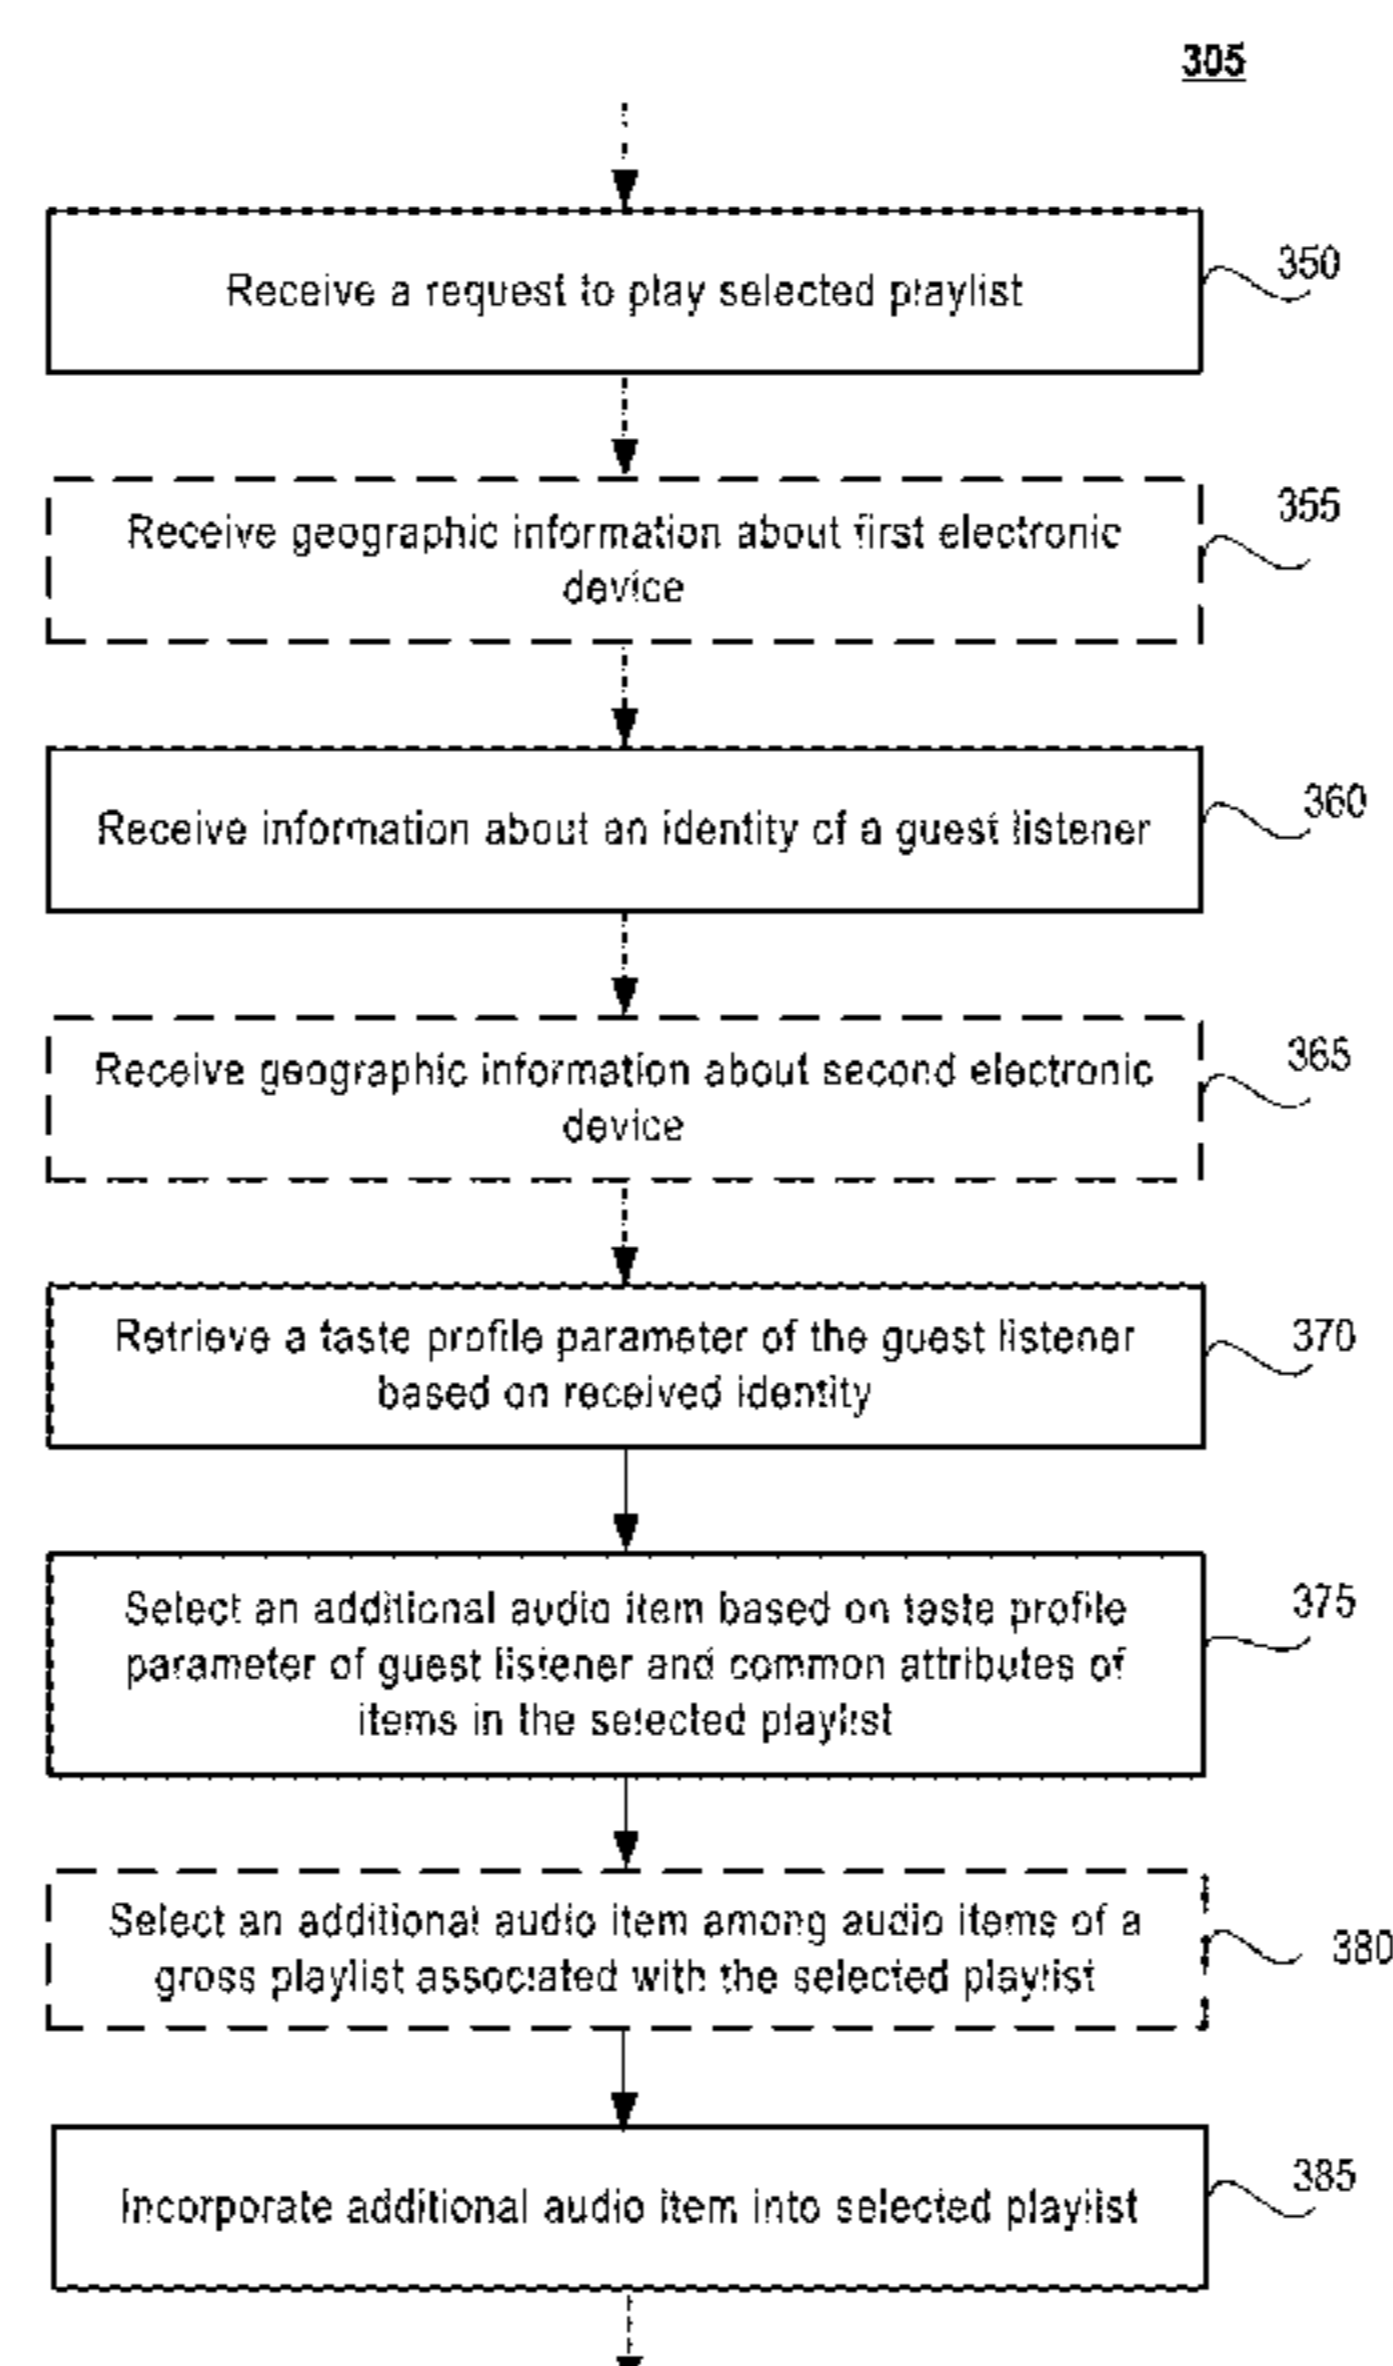 305
Receive a request to play selected playlist
350
Receive geographic information about first electronic
device
355
Receive information about an identity of a guest listener
360
Receive geographic information about second electronic
device
365
Retrieve a taste profile parameter of the guest listener
based on received identity
370
Select an additional audio item based on taste profile
parameter of guest listener and common attributes of
items in the selected playlist
375
Select an additional audio item among audio items of a
gross playlist associated with the selected playlist
380
Incorporate additional audio item into selected playlist
385